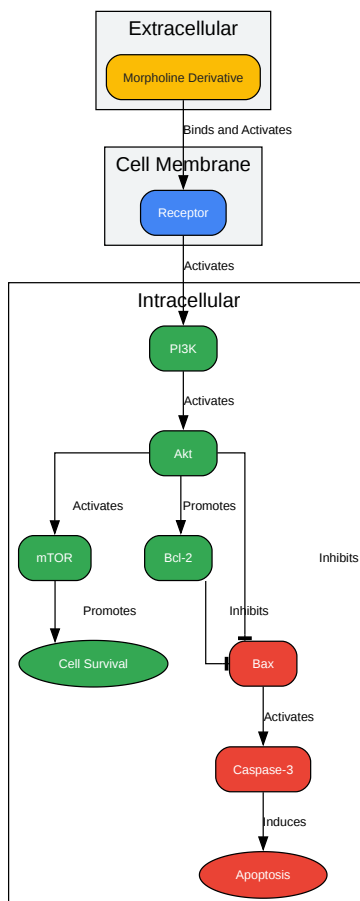 Extracellular
Morpholine Derivative
Binds and Activates
Cell Membrane
Receptor
Activates
Intracellular
PI3K
Activates
Akt
Activates
Promotes
mTOR
Bcl-2
Inhibits
Promotes
Inhibits
Cell Survival
Bax
Activates
Caspase-3
Induces
Apoptosis